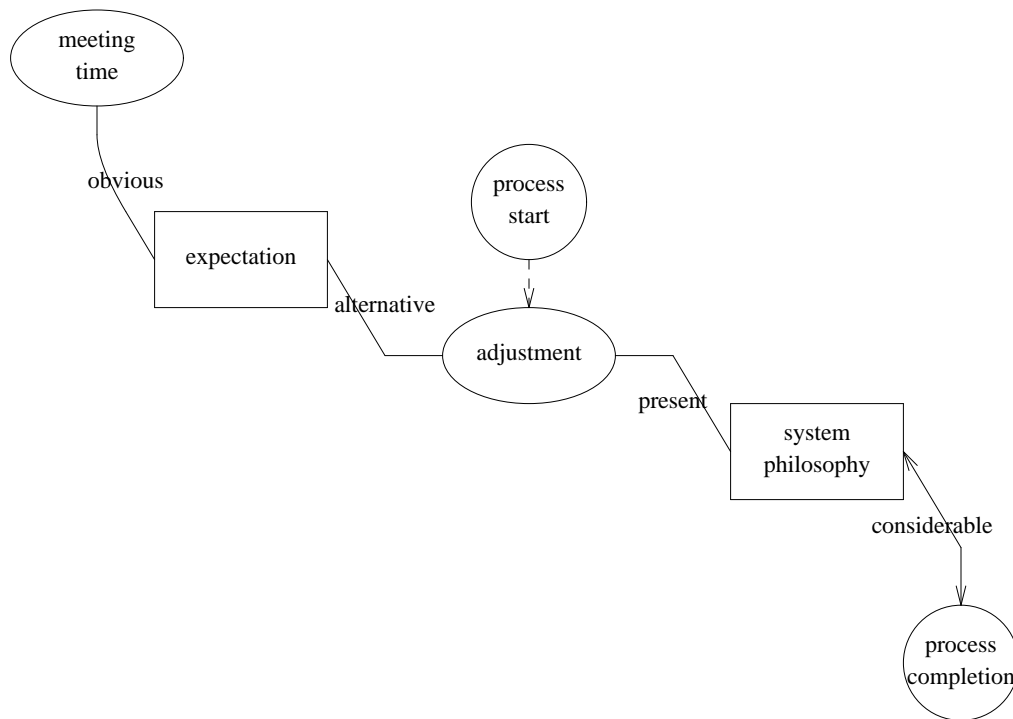 meeting
time
obvious
process
start
expectation
alternative
adjustment
present
system
philosophy
considerable
process
completion